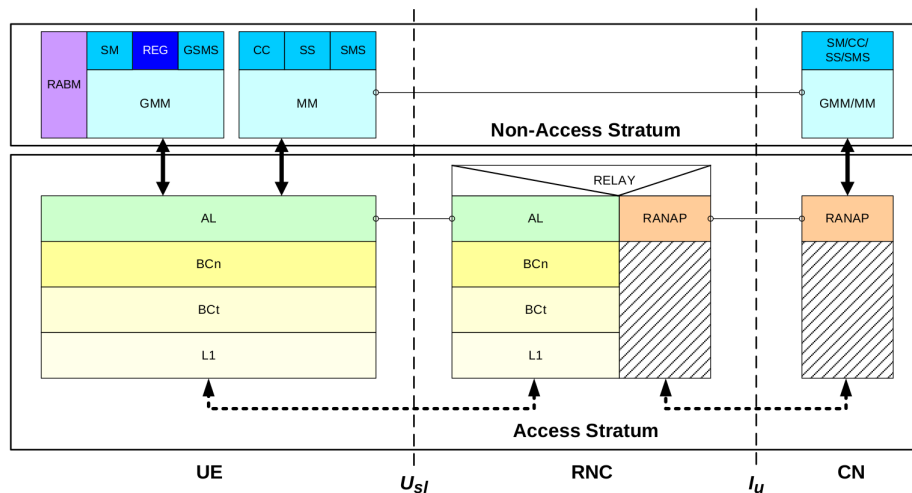 SM REG GSMS CC SS SMS SM/CC/
SS/SMS
RABM
GMM MM GMM/MM
Non-Access Stratum
RELAY
AL AL RANAP RANAP
BCn BCn
BCt BCt
L1 L1
Access Stratum
UE Usl RNC Iu CN